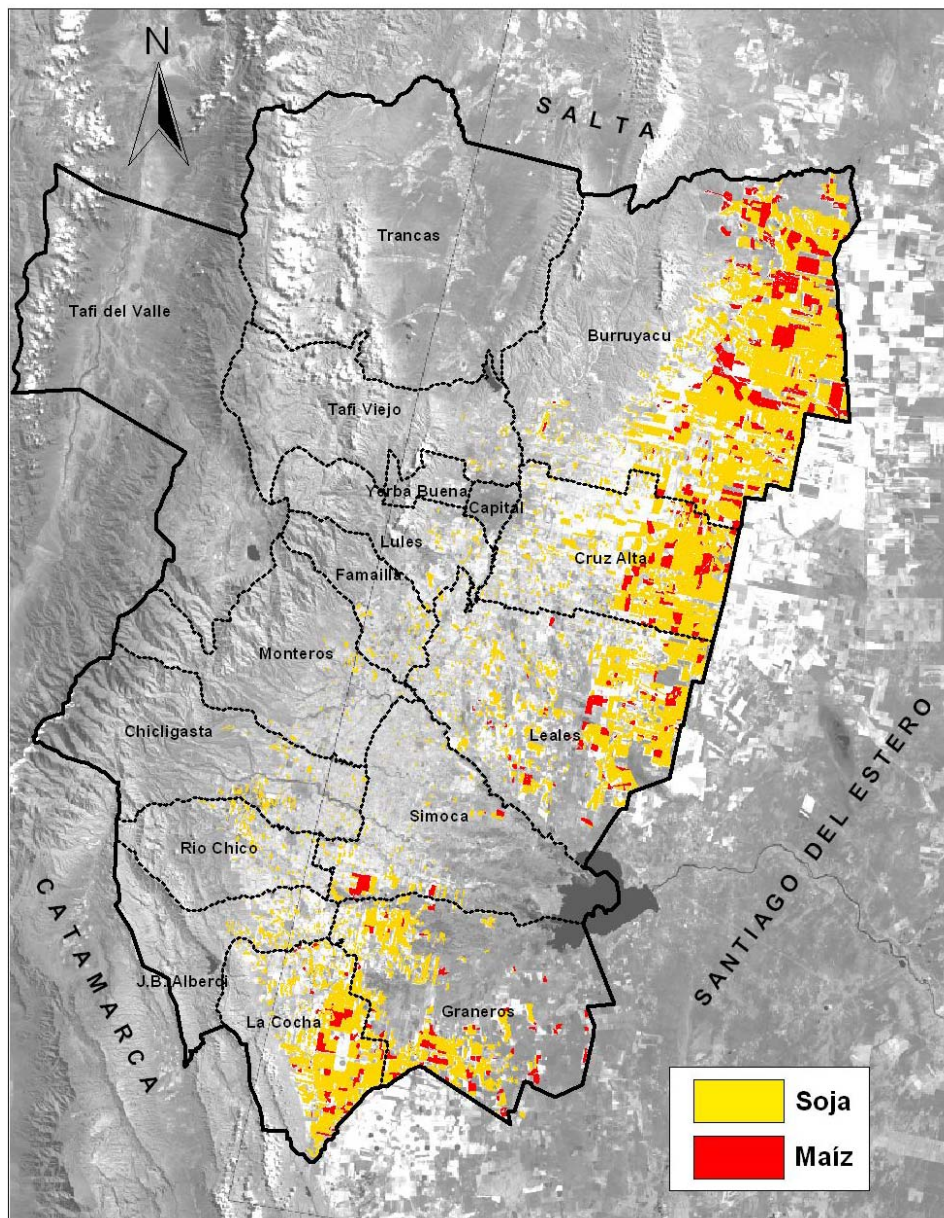 N
SALTA
Trancas
Tafi del Valle
Burruyacu
Tafi Viejo
Yerba Buena
Capital
Lules
Cruz Alta
Famailla
Monteros
Chicligasta
Leales
Simoca
Rio Chico
SANTIAGO DEL ESTERO
CATAMARCA
J.B. Alberdi
Graneros
La Cocha
Soja
Maíz